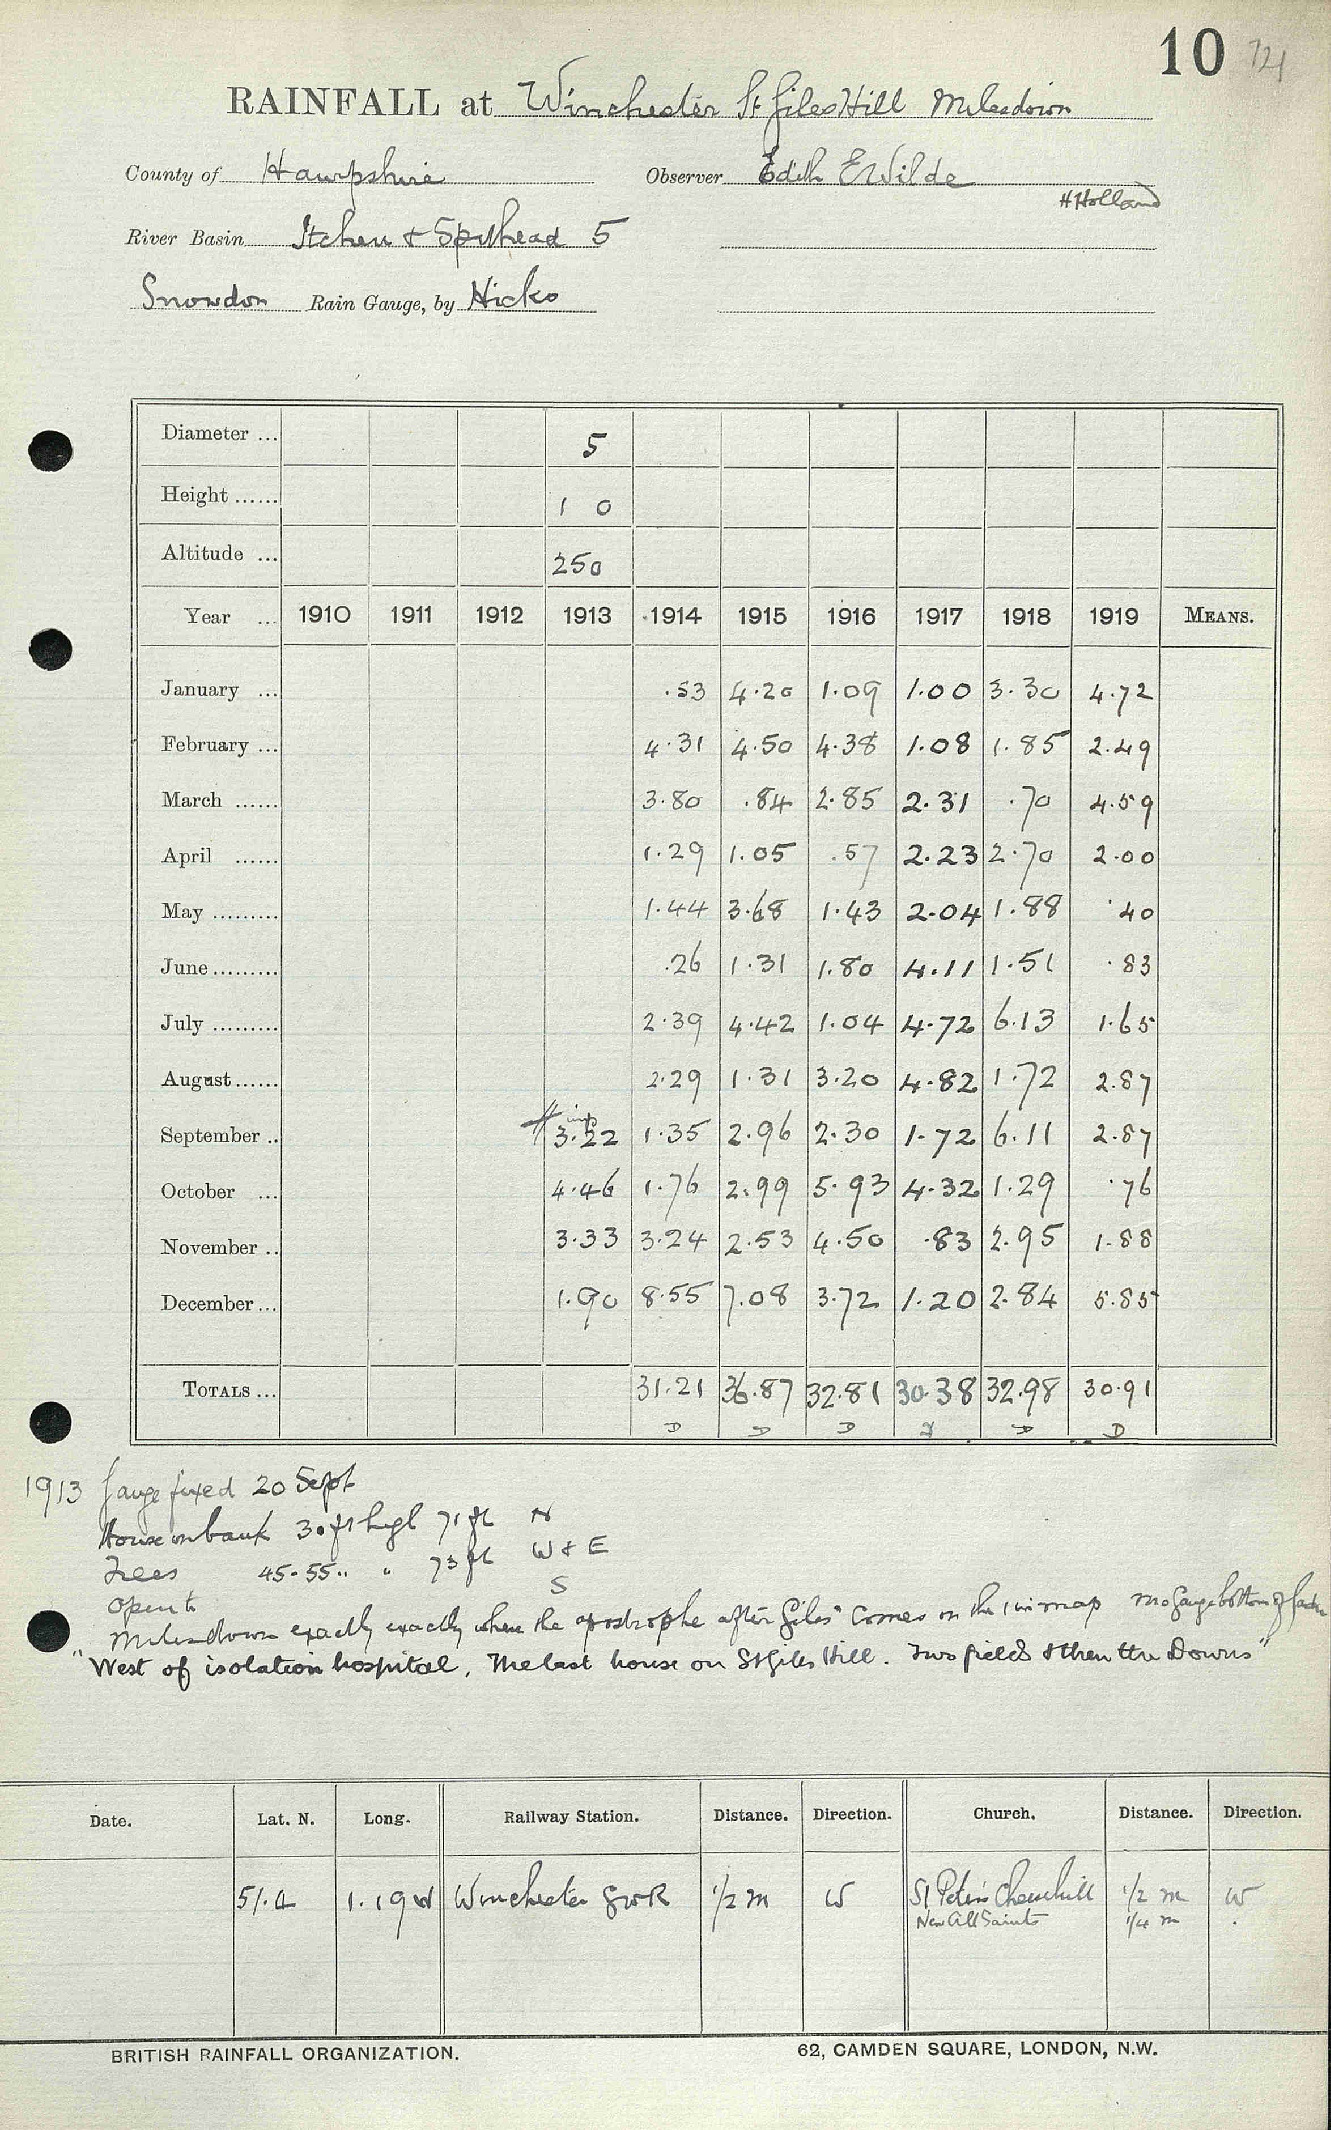 10 721
RAINFALL at Winchester St Giles Hill Milesdown
County of Hampshire Observer Edith E Wilde
H Holland
River Basin Itchen & Spithead 5
Snowdon Rain Gauge, by Hicks
Diameter ... 5
Height ...... 1 0
Altitude ... 250
Year ... 1910 1911 1912 1913 1914 1915 1916 1917 1918 1919 MEANS.
January ... .53 4.20 1.09 1.00 3.30 4.72
February ... 4.31 4.50 4.38 1.08 1.85 2.49
March ...... 3.80 .84 2.85 2.31 .70 4.59
April ...... 1.29 1.05 .57 2.23 2.70 2.00
May ......... 1.44 3.68 1.43 2.04 1.88 .40
June ......... .26 1.31 1.80 4.11 1.51 .83
July ......... 2.39 4.42 1.04 4.72 6.13 1.65
August ...... 2.29 1.31 3.20 4.82 1.72 2.87
September .. # 3.22 1.35 2.96 2.30 1.72 6.11 2.87
October ... 4.46 1.76 2.99 5.93 4.32 1.29 .76
November .. 3.33 3.24 2.53 4.50 .83 2.95 1.88
December ... 1.90 8.55 7.08 3.72 1.20 2.84 5.85
TOTALS ... 31.21 36.87 32.81 30.38 32.98 30.91
D D D D D
1913 Gauge fixed 20 Sept
House on bank 30 ft high 71 ft N
Trees 45-55 " " 73 ft W & E
Open to S
" Milesdown exactly exactly where the apostrophe after Giles' comes on the 1 in map bottom of
West of isolation hospital. The last house on St Giles Hill. Two fields & then the Downs"
Date. Lat. N. Long. Railway Station. Distance. Direction. Church. Distance. Direction.
51.4 1.19 W Winchester GWR 1/2 m W St Peter's Cheesehill 1/2 m W
New All Saints 1/4 m
BRITISH RAINFALL ORGANIZATION. 62, CAMDEN SQUARE, LONDON, N.W.